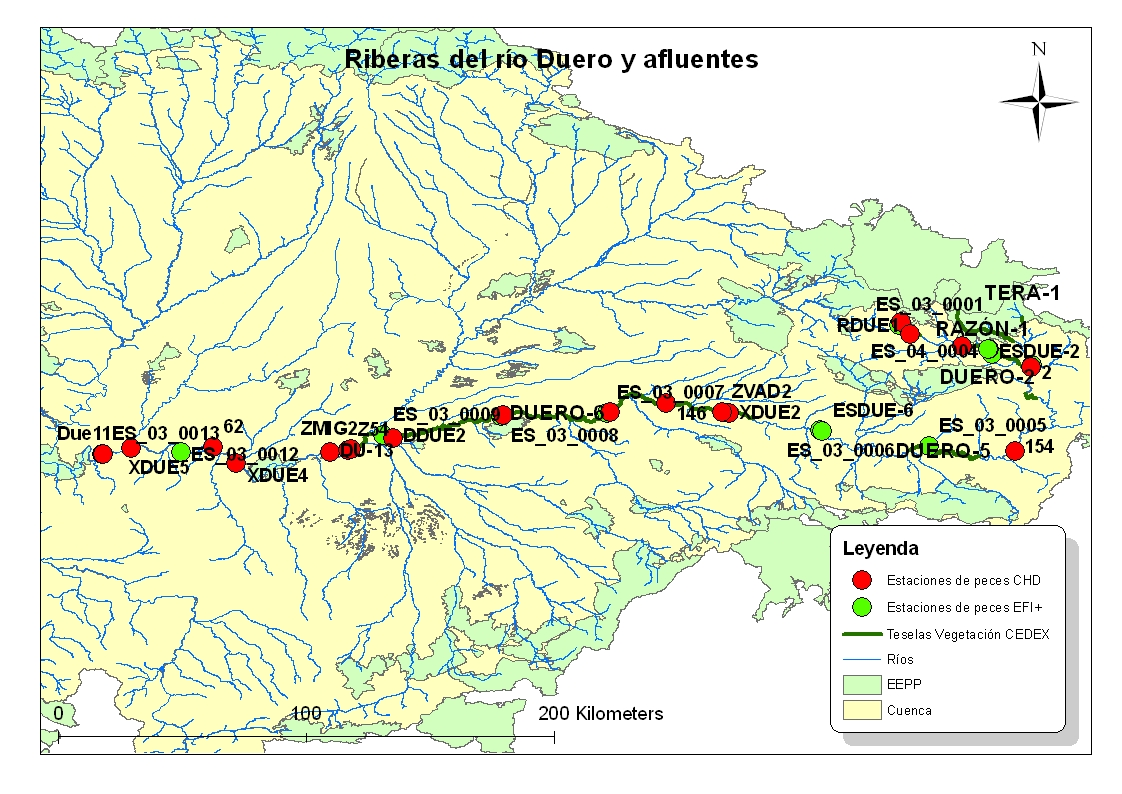 Riberas del río Duero y afluentes
N
TERA-1
ES_03_0001
RDUE1
RAZÓN-1
ES_04_0004
ESDUE-2
DUERO-2
2
ES_03_0007
ZVAD2
146
XDUE2
ESDUE-6
ES_03_0009
DUERO-6
ES_03_0008
ES_03_0005
154
ES_03_0006
DUERO-5
Due11
ES_03_0013
62
ZMIG2
Z54
DDUE2
DU-13
XDUE5
ES_03_0012
XDUE4
Leyenda
Estaciones de peces CHD
Estaciones de peces EFI+
Teselas Vegetación CEDEX
Ríos
EEPP
Cuenca
0
100
200 Kilometers